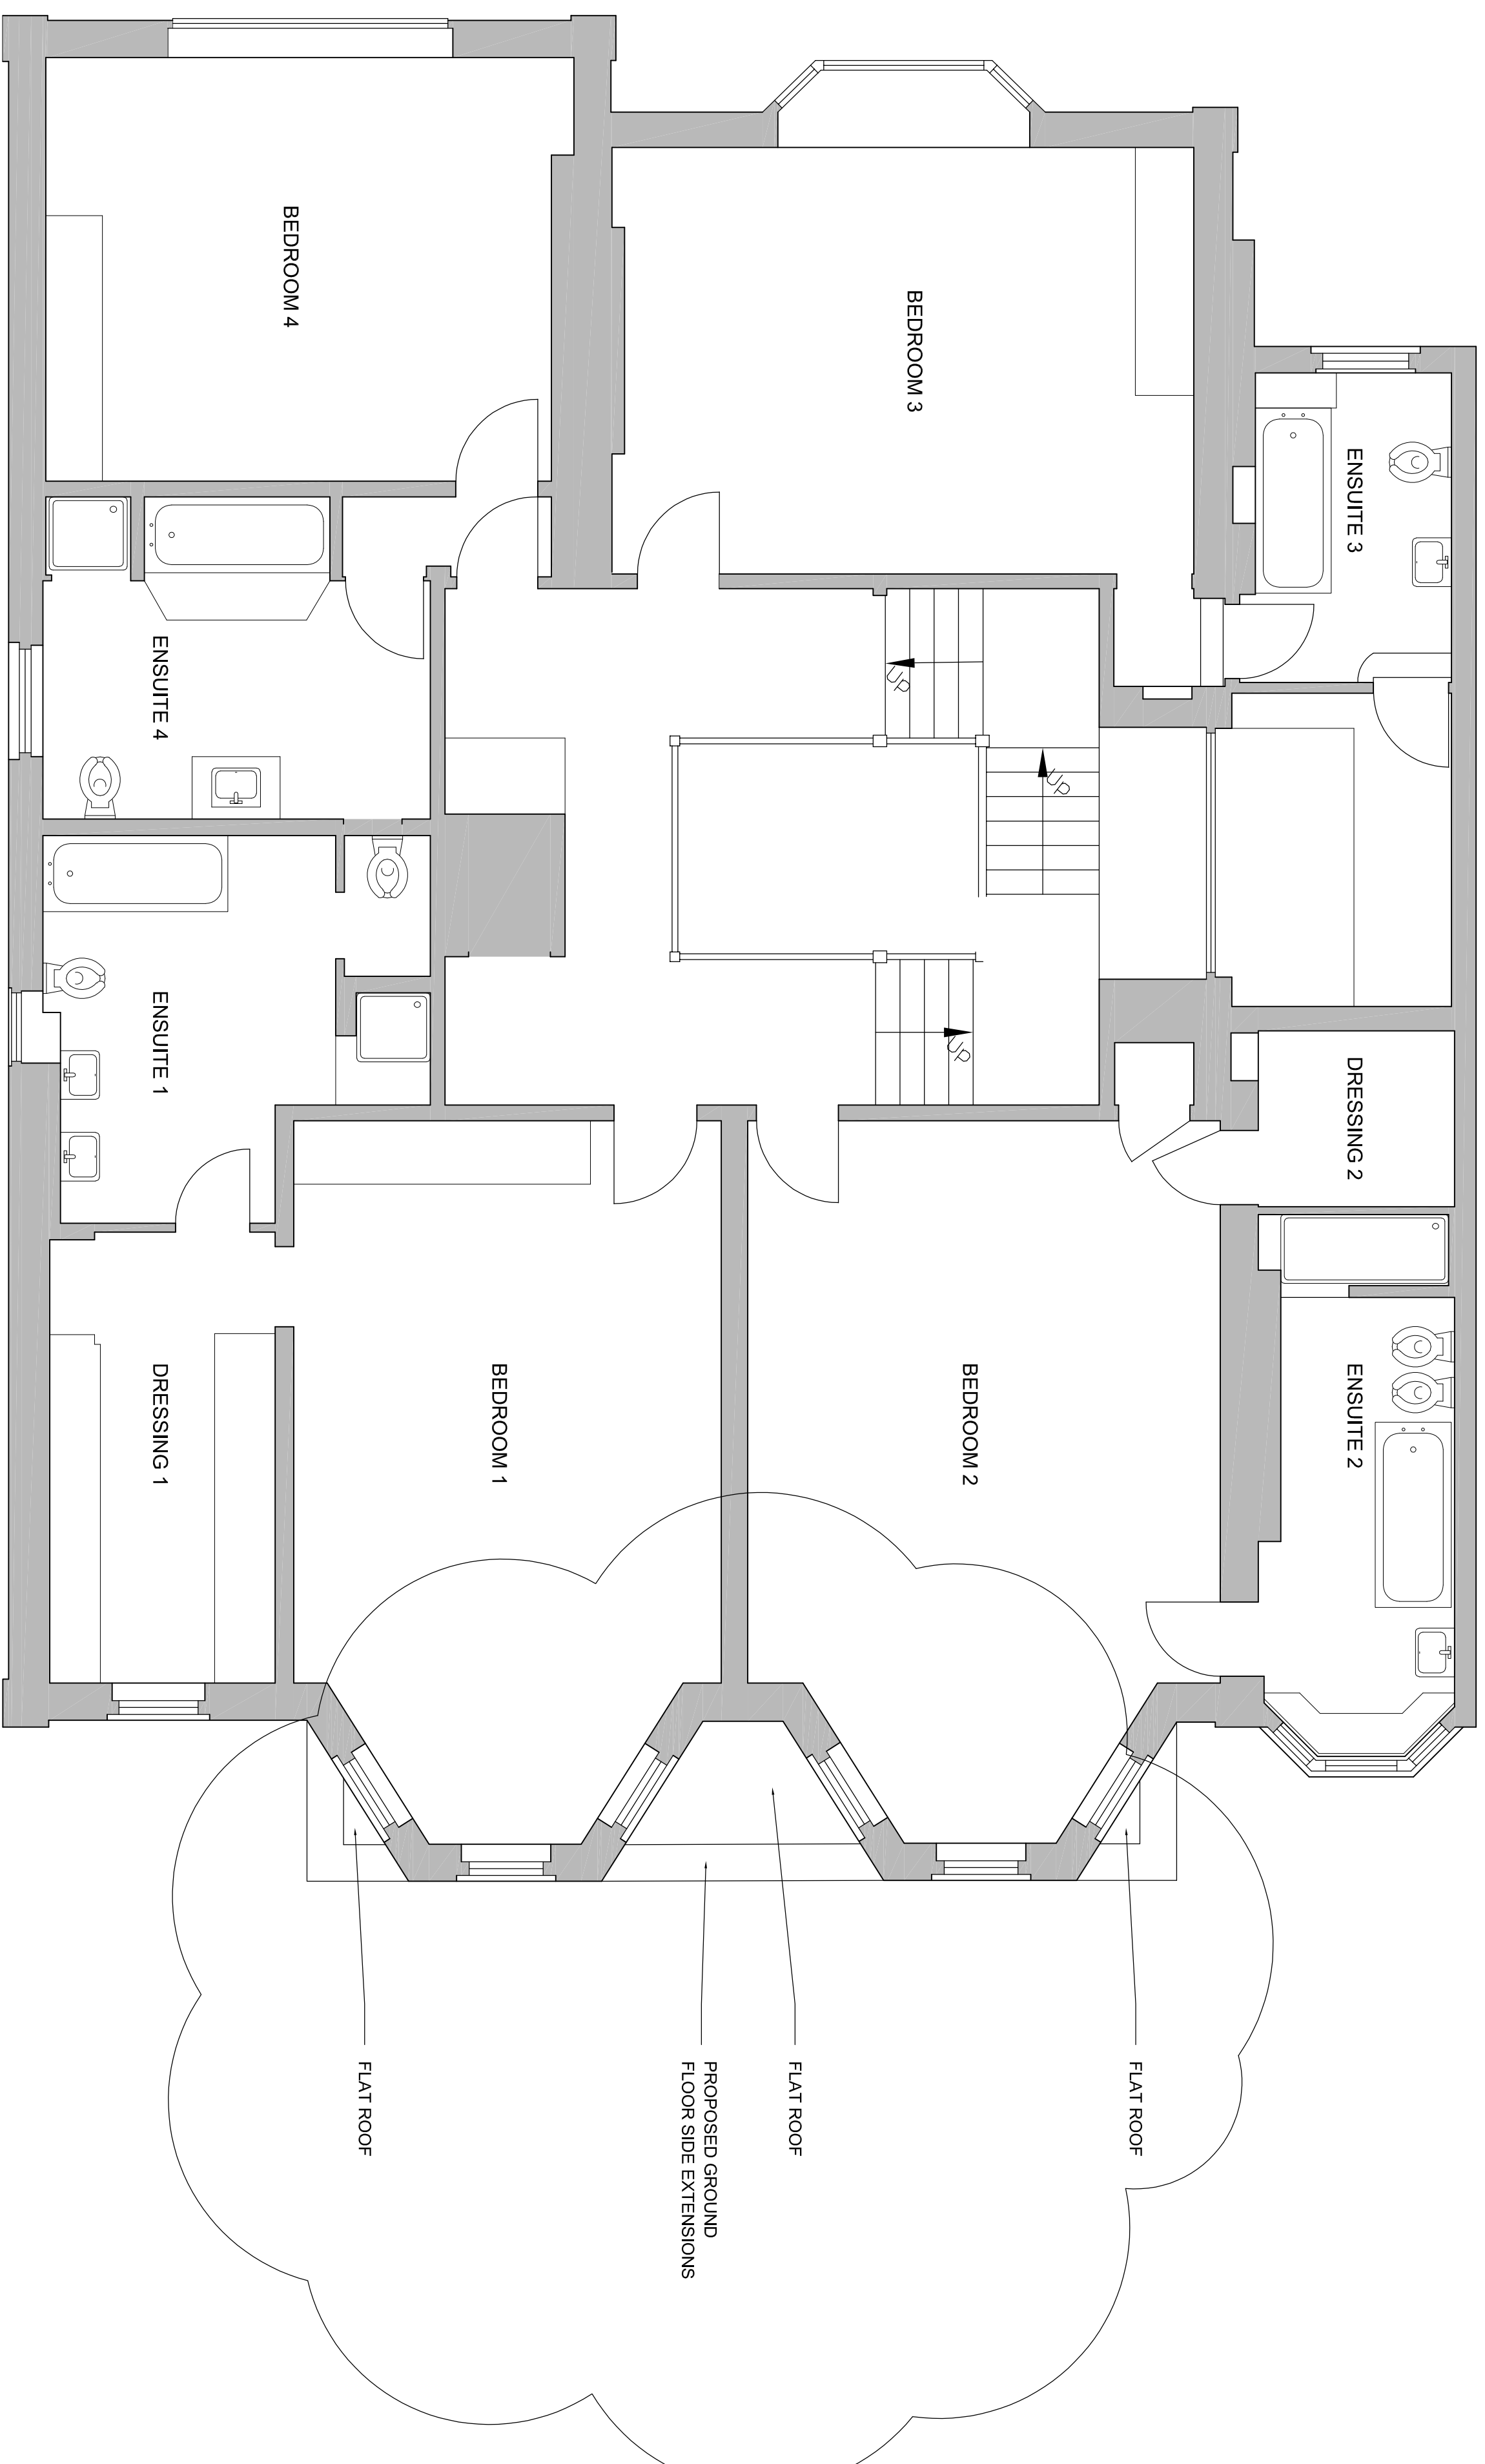 ENSUITE 3
DRESSING 2
ENSUITE 2
FLAT ROOF
UP
BEDROOM 2
UP
BEDROOM 3
UP
FLAT ROOF
PROPOSED GROUND
FLOOR SIDE EXTENSIONS
BEDROOM 1
FLAT ROOF
BEDROOM 4
ENSUITE 4
ENSUITE 1
DRESSING 1